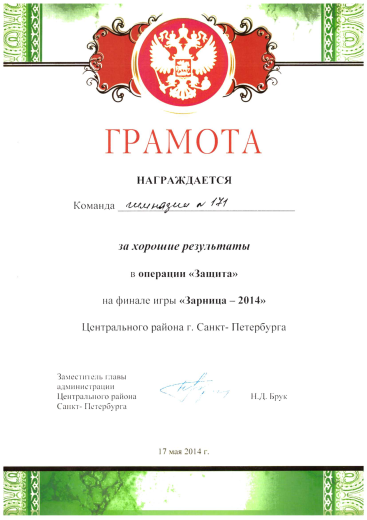 ГРАМОТА
НАГРАЖДАЕТСЯ
Команда гимназии № 171
за хорошие результаты
в операции «Защита»
на финале игры «Зарница – 2014»
Центрального района г. Санкт- Петербурга
Заместитель главы
администрации
Центрального района
Санкт- Петербурга
Н.Д. Брук
17 мая 2014 г.